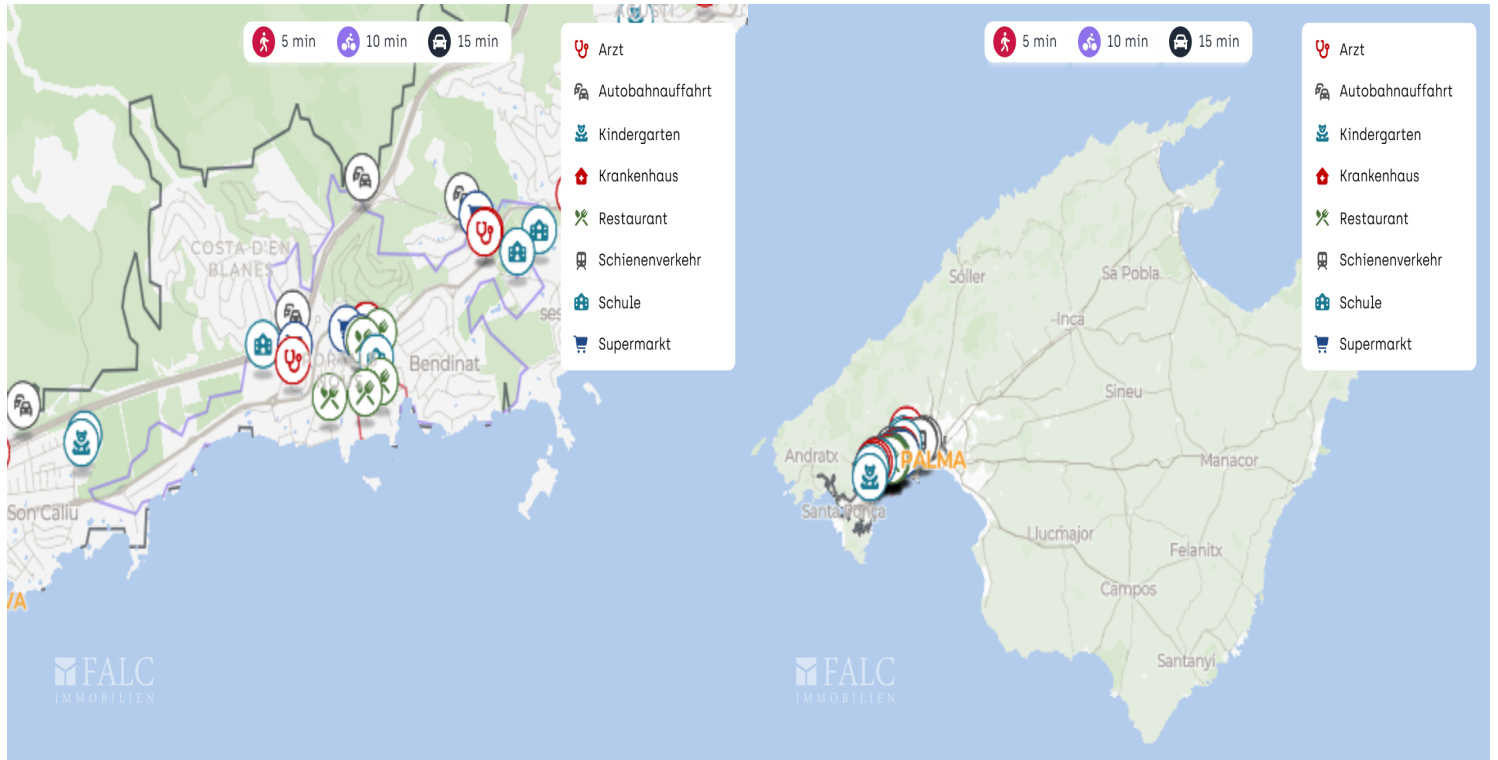 5 min 10 min 15 min
Arzt
Autobahnauffahrt
Kindergarten
Krankenhaus
Restaurant
Schienenverkehr
Schule
Supermarkt
COSTA D'EN
BLANES
Bendinat
Son Caliu
FALC
IMMOBILIEN
5 min 10 min 15 min
Arzt
Autobahnauffahrt
Kindergarten
Krankenhaus
Restaurant
Schienenverkehr
Schule
Supermarkt
Sóller
Sa Pobla
Inca
Sineu
Andratx
PALMA
Manacor
Santa Ponça
Llucmajor
Felanitx
Campos
Santanyí
FALC
IMMOBILIEN